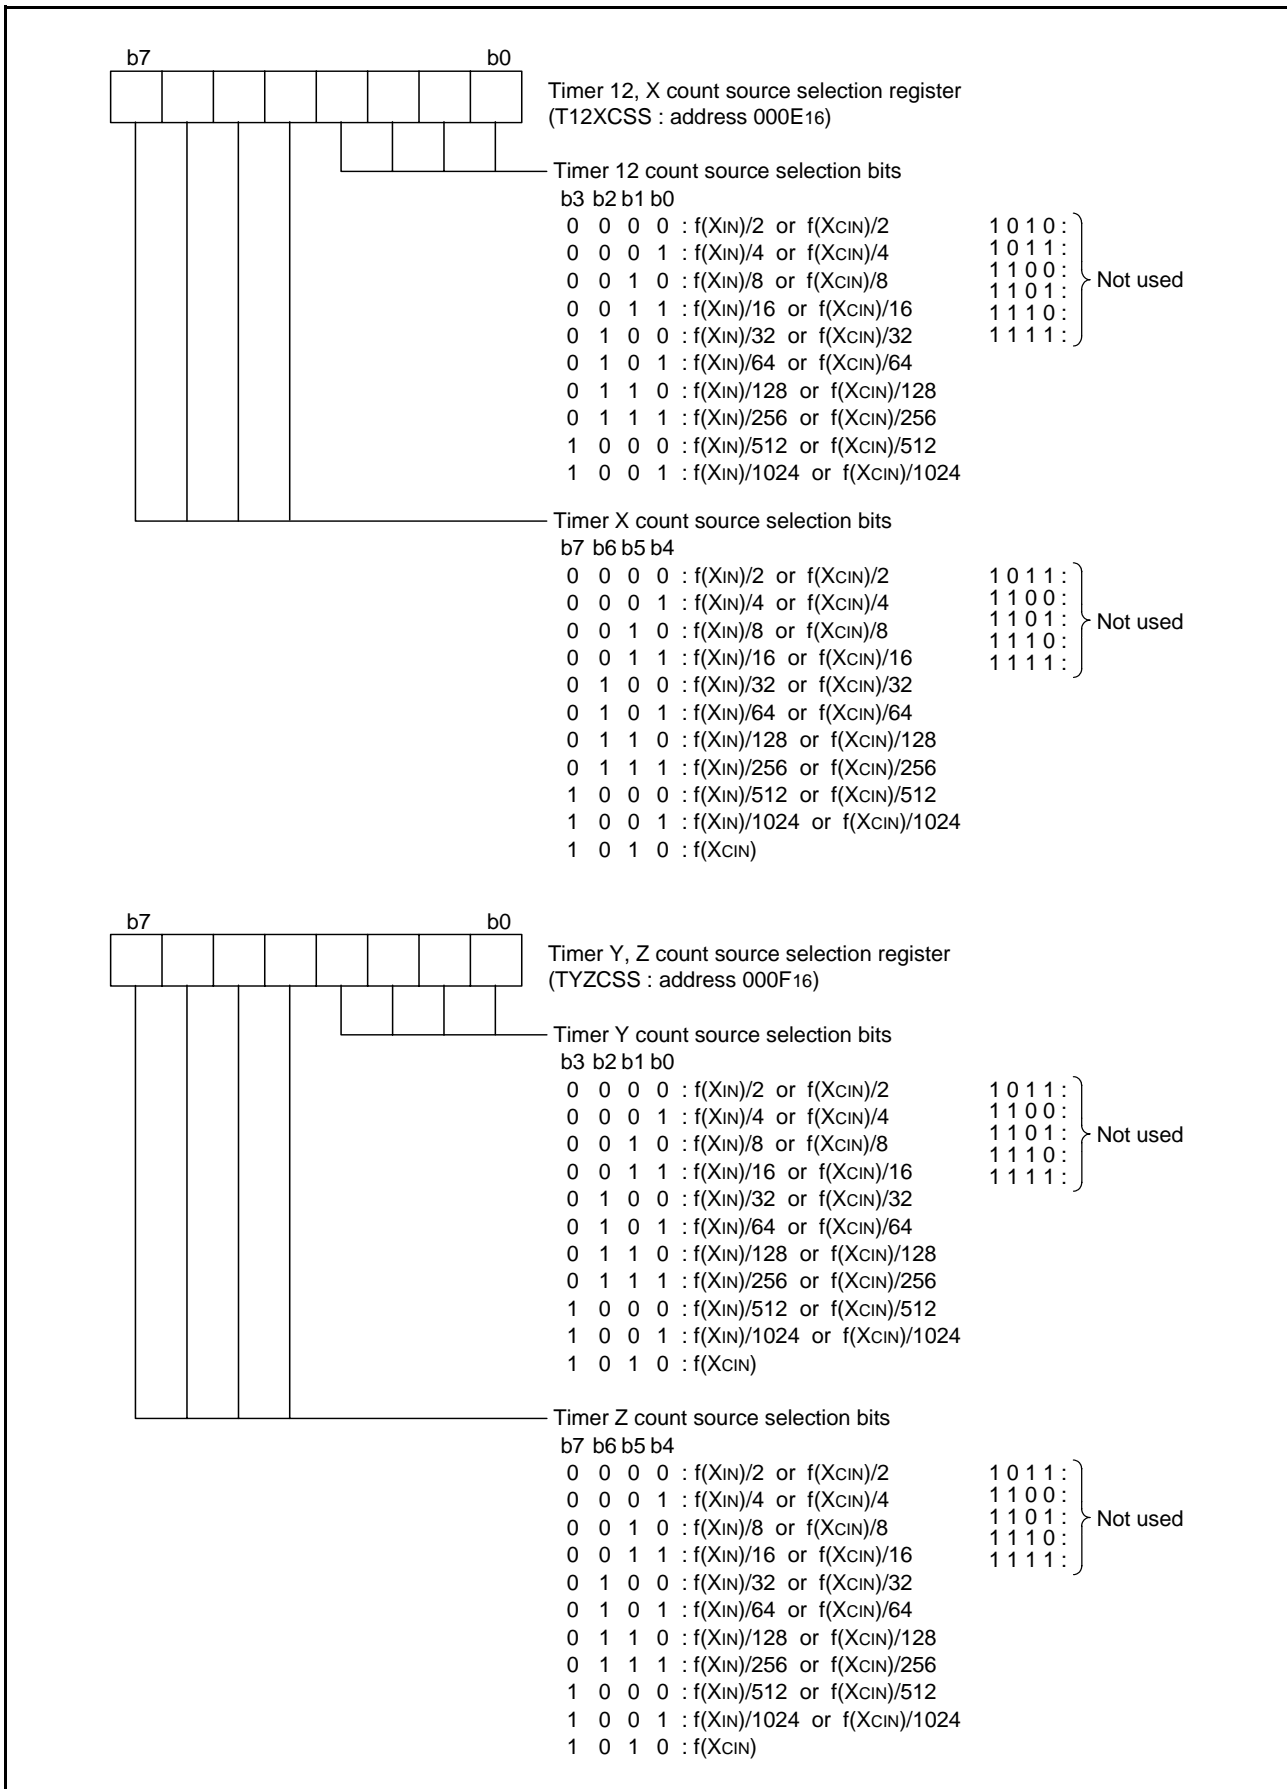 b7 b0
Timer 12, X count source selection register
(T12XCSS : address 000E16)
Timer 12 count source selection bits
b3 b2 b1 b0
0 0 0 0 : f(XIN)/2 or f(XCIN)/2 1 0 1 0 :
0 0 0 1 : f(XIN)/4 or f(XCIN)/4 1 0 1 1 :
0 0 1 0 : f(XIN)/8 or f(XCIN)/8 1 1 0 0 : Not used
0 0 1 1 : f(XIN)/16 or f(XCIN)/16 1 1 0 1 :
0 1 0 0 : f(XIN)/32 or f(XCIN)/32 1 1 1 0 :
0 1 0 1 : f(XIN)/64 or f(XCIN)/64 1 1 1 1 :
0 1 1 0 : f(XIN)/128 or f(XCIN)/128
0 1 1 1 : f(XIN)/256 or f(XCIN)/256
1 0 0 0 : f(XIN)/512 or f(XCIN)/512
1 0 0 1 : f(XIN)/1024 or f(XCIN)/1024
Timer X count source selection bits
b7 b6 b5 b4
0 0 0 0 : f(XIN)/2 or f(XCIN)/2 1 0 1 1 :
0 0 0 1 : f(XIN)/4 or f(XCIN)/4 1 1 0 0 :
0 0 1 0 : f(XIN)/8 or f(XCIN)/8 1 1 0 1 : Not used
0 0 1 1 : f(XIN)/16 or f(XCIN)/16 1 1 1 0 :
0 1 0 0 : f(XIN)/32 or f(XCIN)/32 1 1 1 1 :
0 1 0 1 : f(XIN)/64 or f(XCIN)/64
0 1 1 0 : f(XIN)/128 or f(XCIN)/128
0 1 1 1 : f(XIN)/256 or f(XCIN)/256
1 0 0 0 : f(XIN)/512 or f(XCIN)/512
1 0 0 1 : f(XIN)/1024 or f(XCIN)/1024
1 0 1 0 : f(XCIN)
b7 b0
Timer Y, Z count source selection register
(TYZCSS : address 000F16)
Timer Y count source selection bits
b3 b2 b1 b0
0 0 0 0 : f(XIN)/2 or f(XCIN)/2 1 0 1 1 :
0 0 0 1 : f(XIN)/4 or f(XCIN)/4 1 1 0 0 :
0 0 1 0 : f(XIN)/8 or f(XCIN)/8 1 1 0 1 : Not used
0 0 1 1 : f(XIN)/16 or f(XCIN)/16 1 1 1 0 :
0 1 0 0 : f(XIN)/32 or f(XCIN)/32 1 1 1 1 :
0 1 0 1 : f(XIN)/64 or f(XCIN)/64
0 1 1 0 : f(XIN)/128 or f(XCIN)/128
0 1 1 1 : f(XIN)/256 or f(XCIN)/256
1 0 0 0 : f(XIN)/512 or f(XCIN)/512
1 0 0 1 : f(XIN)/1024 or f(XCIN)/1024
1 0 1 0 : f(XCIN)
Timer Z count source selection bits
b7 b6 b5 b4
0 0 0 0 : f(XIN)/2 or f(XCIN)/2 1 0 1 1 :
0 0 0 1 : f(XIN)/4 or f(XCIN)/4 1 1 0 0 :
0 0 1 0 : f(XIN)/8 or f(XCIN)/8 1 1 0 1 : Not used
0 0 1 1 : f(XIN)/16 or f(XCIN)/16 1 1 1 0 :
0 1 0 0 : f(XIN)/32 or f(XCIN)/32 1 1 1 1 :
0 1 0 1 : f(XIN)/64 or f(XCIN)/64
0 1 1 0 : f(XIN)/128 or f(XCIN)/128
0 1 1 1 : f(XIN)/256 or f(XCIN)/256
1 0 0 0 : f(XIN)/512 or f(XCIN)/512
1 0 0 1 : f(XIN)/1024 or f(XCIN)/1024
1 0 1 0 : f(XCIN)